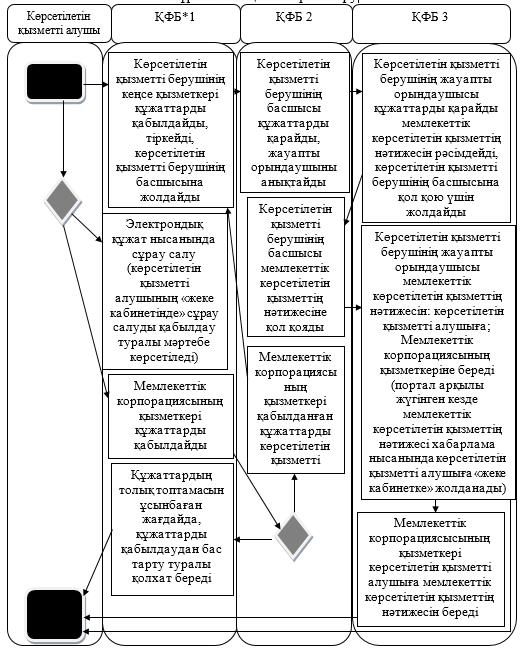 Көрсетілетін
қызметті алушы
ҚФБ*1
ҚФБ 2
ҚФБ 3
Көрсетілетін
қызметті берушінің
кеңсе қызметкері
құжаттарды
қабылдайды,
тіркейді,
көрсетілетін
қызметті берушінің
басшысына
жолдайды
Көрсетілетін
қызметті
берушінің
басшысы
құжаттарды
қарайды,
жауапты
орындаушыны
анықтайды
Көрсетілетін қызметті
берушінің жауапты
орындаушысы
құжаттарды қарайды
мемлекеттік
көрсетілетін қызметтің
нәтижесін рәсімдейді,
көрсетілетін қызметті
берушінің басшысына
қол қою үшін
жолдайды
Электрондық
құжат нысанында
сұрау салу
(көрсетілетін
қызметті
алушының «жеке
кабинетінде» сұрау
салуды қабылдау
туралы мәртебе
көрсетіледі)
Көрсетілетін
қызметті
берушінің
басшысы
мемлекеттік
көрсетілетін
қызметтің
нәтижесіне
қол қояды
Көрсетілетін қызметті
берушінің жауапты
орындаушысы
мемлекеттік
көрсетілетін қызметтің
нәтижесін: көрсетілетін
қызметті алушыға;
Мемлекеттік
корпорациясының
қызметкеріне береді
(портал арқылы
жүгінген кезде
мемлекеттік
көрсетілетін қызметтің
нәтижесі хабарлама
нысанында көрсетілетін
қызметті алушыға «жеке
кабинетке» жолданады)
Мемлекеттік
корпорациясының
қызметкері
құжаттарды
қабылдайды
Мемлекеттік
корпорациясы
ның
қызметкері
қабылданған
құжаттарды
көрсетілетін
қызметті
Құжаттардың
толық топтамасын
ұсынбаған
жағдайда,
құжаттарды
қабылдаудан бас
тарту туралы
қолхат береді
Мемлекеттік
корпорациясысының
қызметкері
көрсетілетін қызметті
алушыға мемлекеттік
көрсетілетін қызметтің
нәтижесін береді